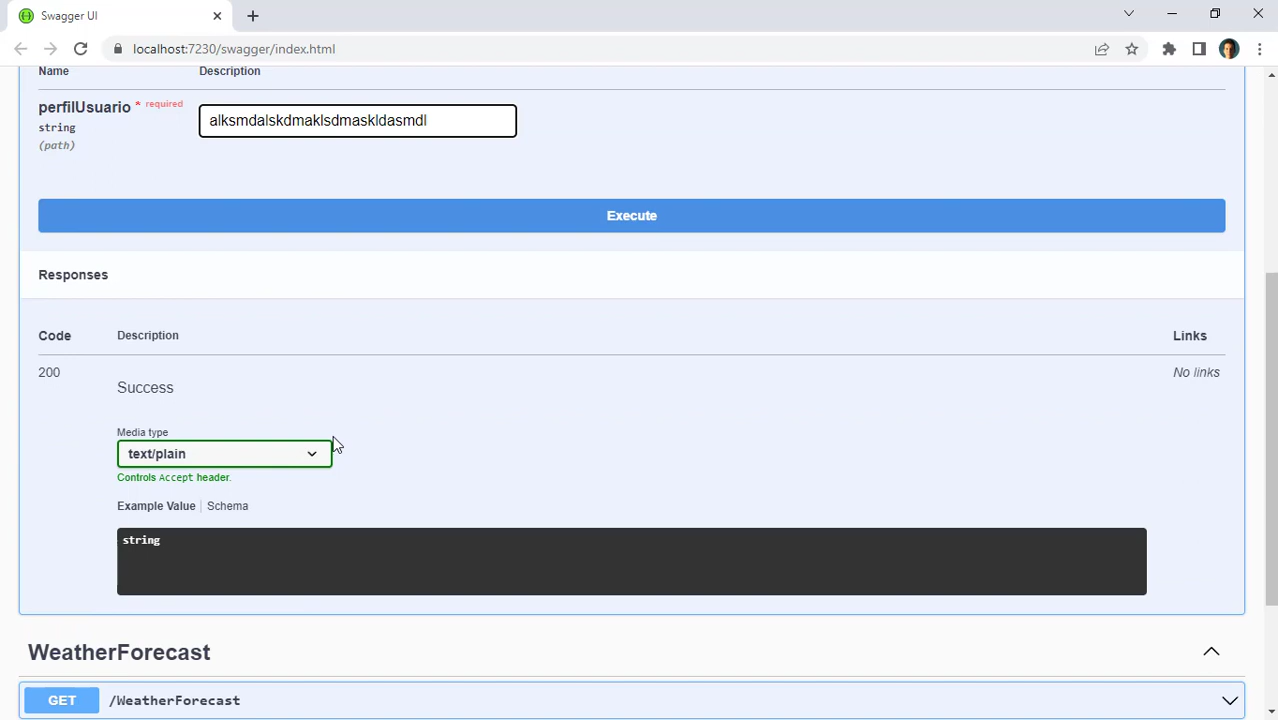 Swagger UI
localhost:7230/swagger/index.html
Name Description
perfilUsuario * required
string
(path)
alksmdalskdmaklsdmaskldasmdl
Execute
Responses
Code Description Links
200 Success No links
Media type
text/plain
Controls Accept header.
Example Value Schema
string
WeatherForecast
GET /WeatherForecast